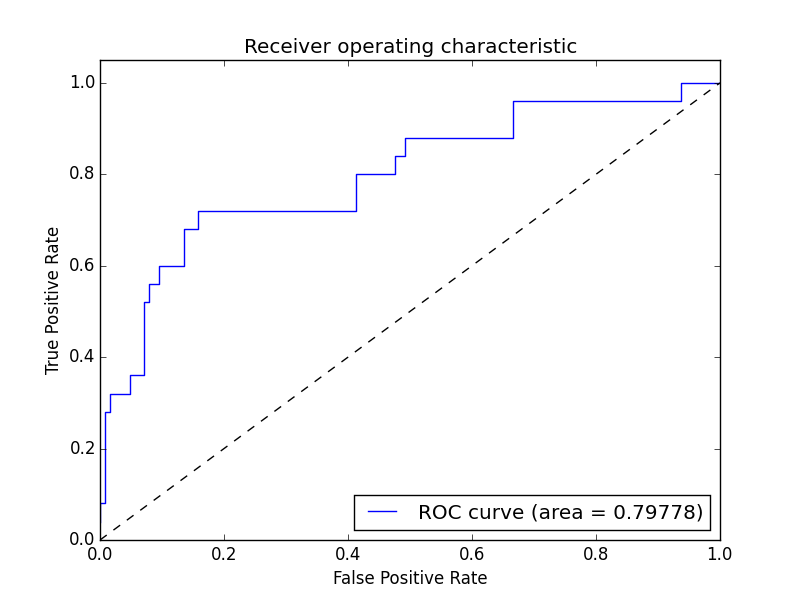 Receiver operating characteristic
1.0
0.8
0.6
0.4
0.2
0.0
True Positive Rate
ROC curve (area = 0.79778)
0.0 0.2 0.4 0.6 0.8 1.0
False Positive Rate